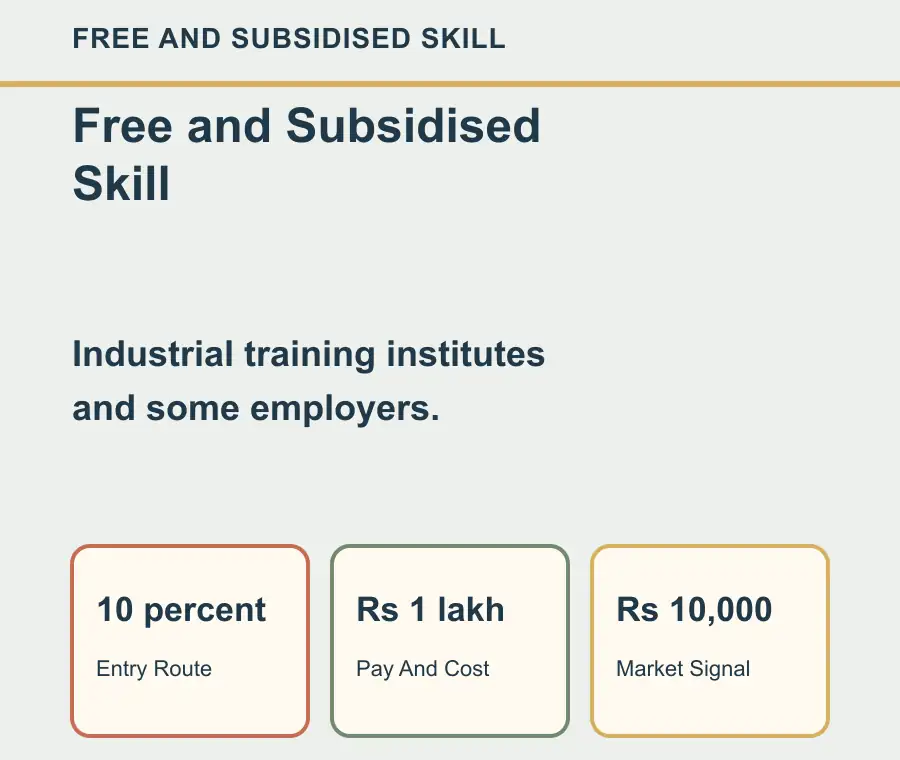 FREE AND SUBSIDISED SKILL
Free and Subsidised
Skill
Industrial training institutes
and some employers.
10 percent
Entry Route
Rs 1 lakh
Pay And Cost
Rs 10,000
Market Signal